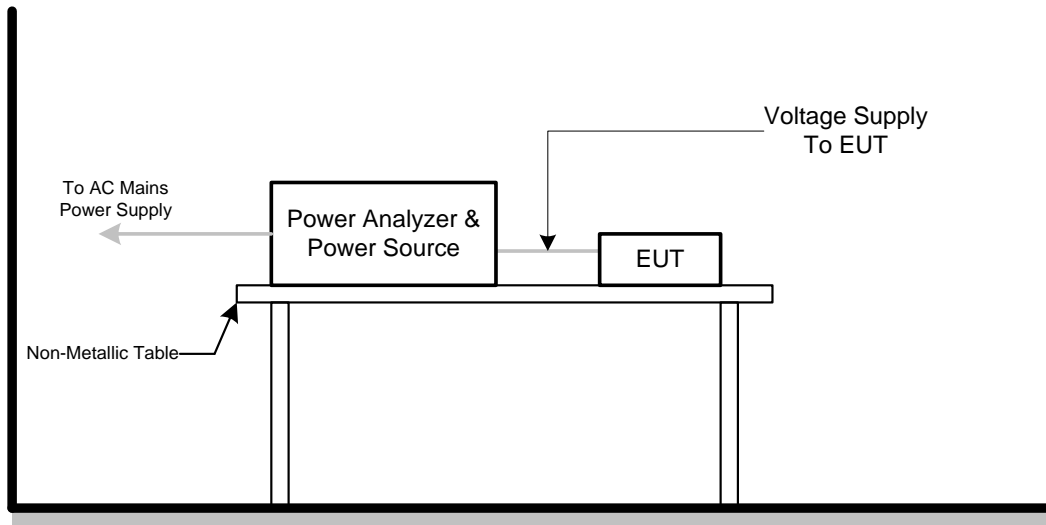 Voltage Supply
To EUT
To AC Mains
Power Supply
Power Analyzer &
Power Source
EUT
Non-Metallic Table